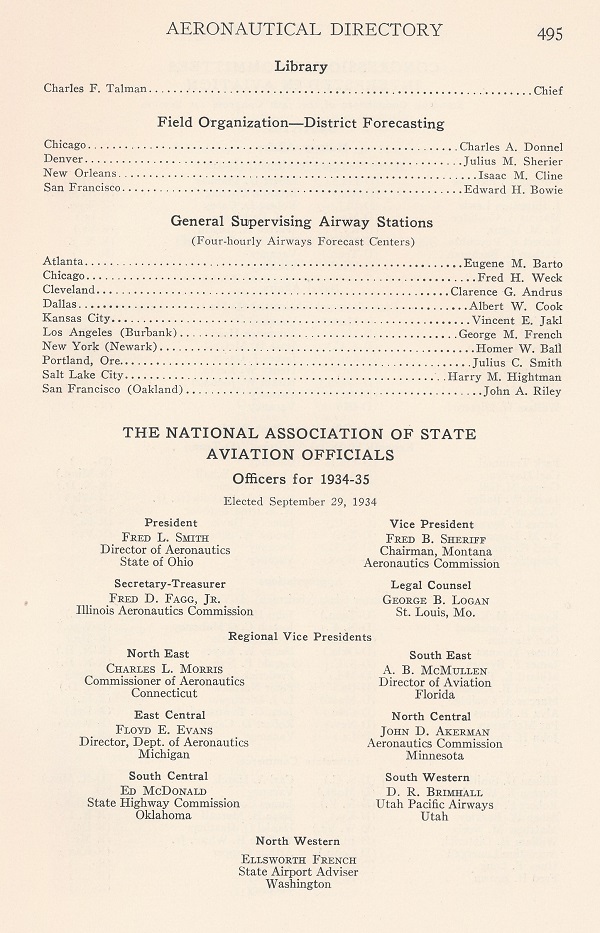 AERONAUTICAL DIRECTORY 495
Library
Charles F. Talman Chief
Field Organization—District Forecasting
Chicago Charles A. Donnel
Denver Julius M. Sherier
New Orleans Isaac M. Cline
San Francisco Edward H. Bowie
General Supervising Airway Stations
(Four-hourly Airways Forecast Centers)
Atlanta Eugene M. Barto
Chicago Fred H. Weck
Cleveland Clarence G. Andrus
Dallas Albert W. Cook
Kansas City Vincent E. Jakl
Los Angeles (Burbank) George M. French
New York (Newark) Homer W. Ball
Portland, Ore. Julius C. Smith
Salt Lake City Harry M. Hightman
San Francisco (Oakland) John A. Riley
THE NATIONAL ASSOCIATION OF STATE
AVIATION OFFICIALS
Officers for 1934-35
Elected September 29, 1934
President
FRED L. SMITH
Director of Aeronautics
State of Ohio
Vice President
FRED B. SHERIFF
Chairman, Montana
Aeronautics Commission
Secretary-Treasurer
FRED D. FAGG, JR.
Illinois Aeronautics Commission
Legal Counsel
GEORGE B. LOGAN
St. Louis, Mo.
Regional Vice Presidents
North East
CHARLES L. MORRIS
Commissioner of Aeronautics
Connecticut
South East
A. B. MCMULLEN
Director of Aviation
Florida
East Central
FLOYD E. EVANS
Director, Dept. of Aeronautics
Michigan
North Central
JOHN D. AKERMAN
Aeronautics Commission
Minnesota
South Central
ED MCDONALD
State Highway Commission
Oklahoma
South Western
D. R. BRIMHALL
Utah Pacific Airways
Utah
North Western
ELLSWORTH FRENCH
State Airport Adviser
Washington